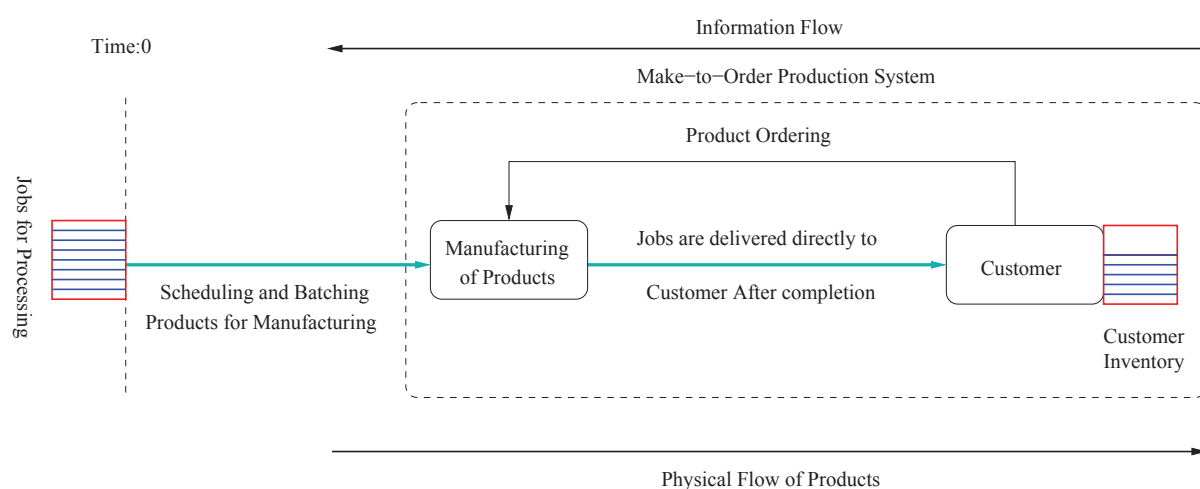 Information Flow
Time:0
Make−to−Order Production System
Product Ordering
Jobs for Processing
Manufacturing
of Products
Jobs are delivered directly to
Customer After completion
Customer
Scheduling and Batching
Products for Manufacturing
Customer
Inventory
Physical Flow of Products